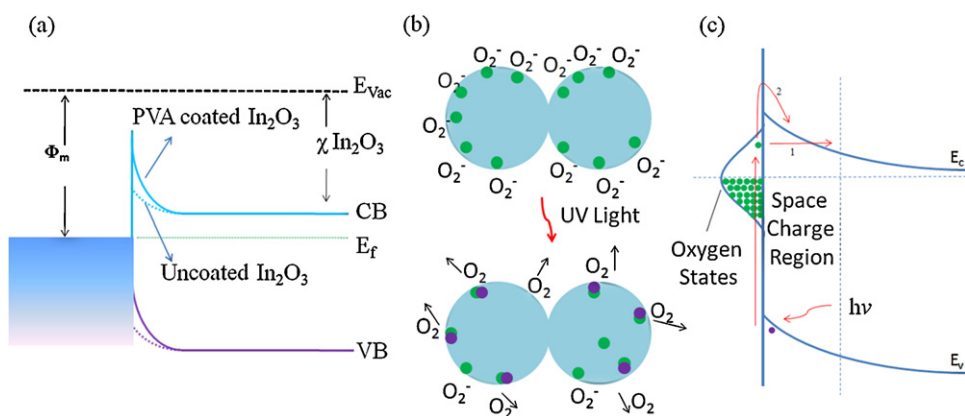 (a)
E_Vac
PVA coated In₂O₃
Φ_m
χ In₂O₃
CB
E_f
Uncoated In₂O₃
VB
(b)
O₂⁻ O₂⁻ O₂⁻ O₂⁻
O₂⁻ O₂⁻
O₂⁻ O₂⁻
O₂⁻
O₂⁻ O₂⁻ O₂⁻ O₂⁻
UV Light
O₂ O₂ O₂
O₂ O₂
O₂⁻ O₂ O₂⁻ O₂
(c)
2
1
E_c
Oxygen
States
Space
Charge
Region
hν
E_v